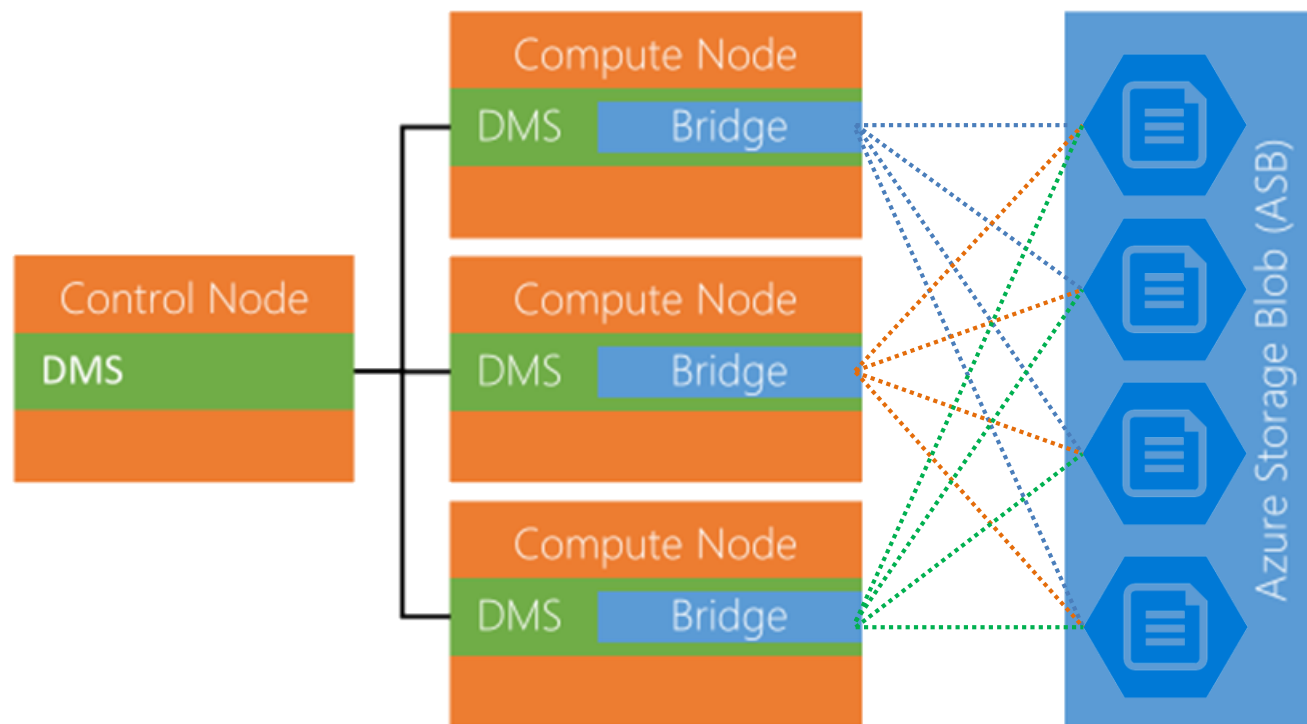 Control Node
DMS
Compute Node
DMS
Bridge
Compute Node
DMS
Bridge
Compute Node
DMS
Bridge
Azure Storage Blob (ASB)